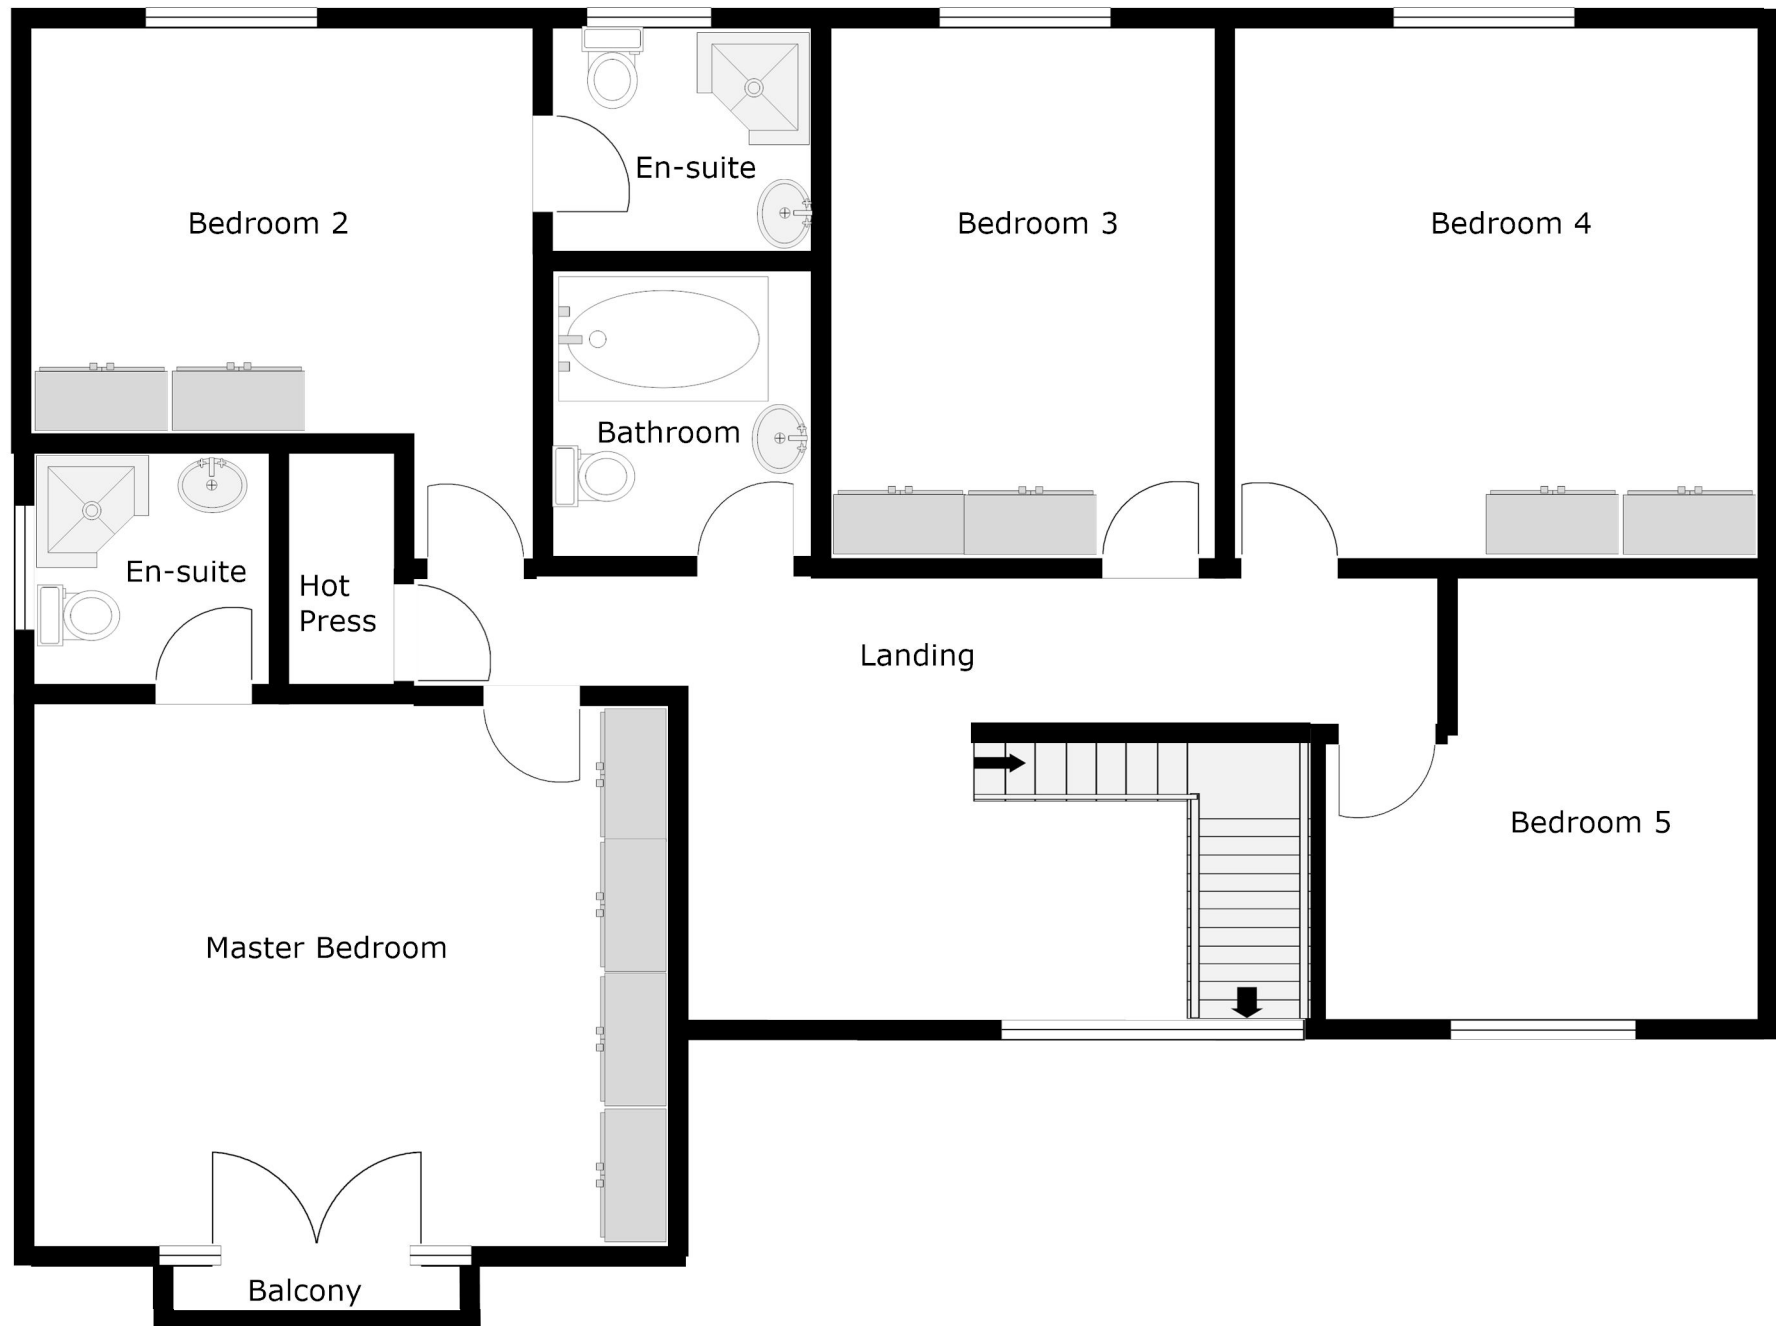 En-suite
Bedroom 2
Bedroom 3
Bedroom 4
Bathroom
En-suite
Hot
Press
Landing
Bedroom 5
Master Bedroom
Balcony